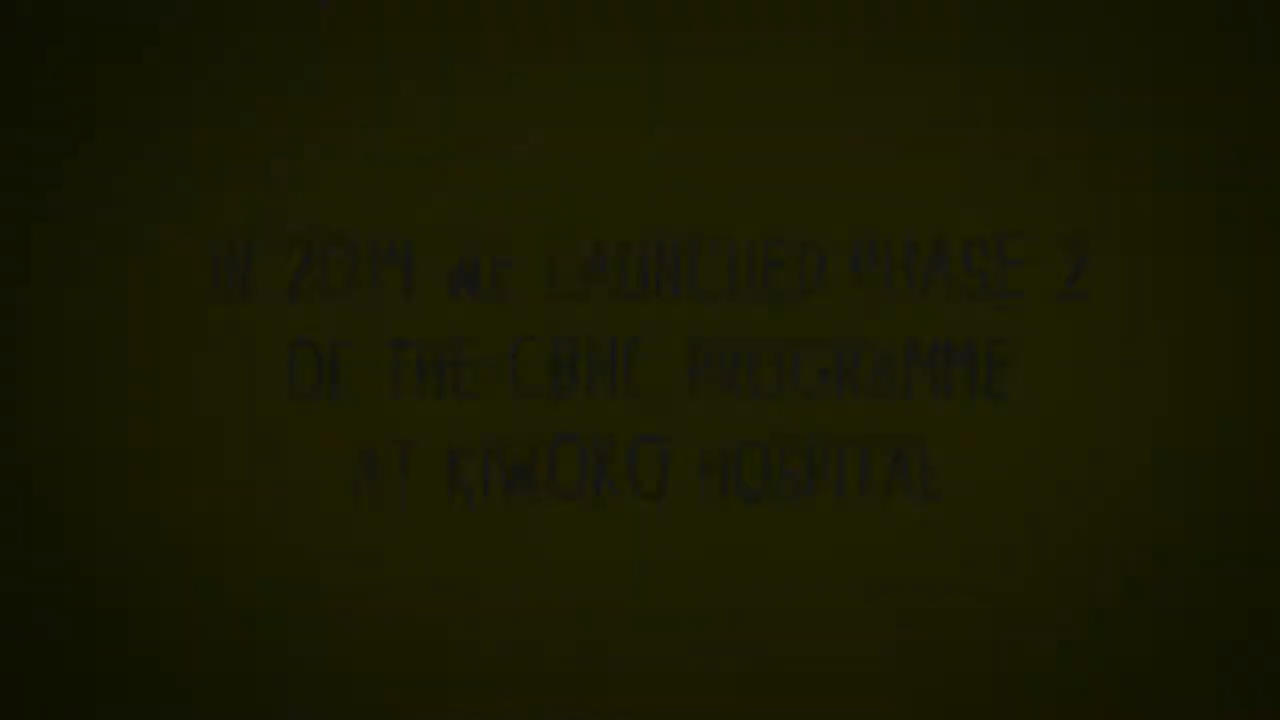 IN 2014 WE LAUNCHED PHASE 2
OF THE CBHC PROGRAMME
AT KIWOKO HOSPITAL